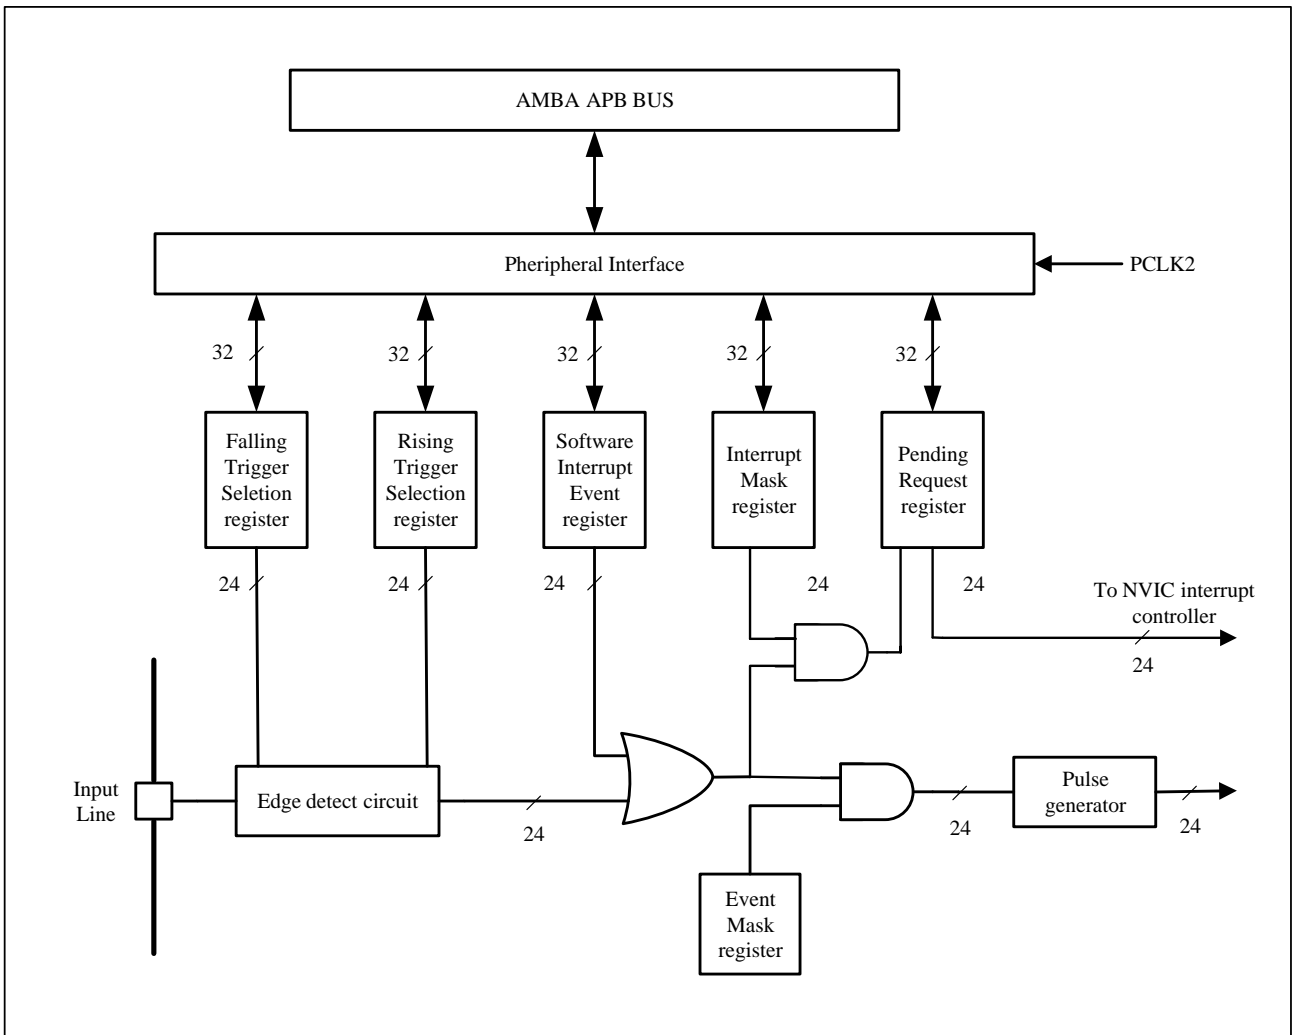 AMBA APB BUS
Pheripheral Interface
PCLK2
32
32
32
32
32
Falling
Trigger
Seletion
register
Rising
Trigger
Selection
register
Software
Interrupt
Event
register
Interrupt
Mask
register
Pending
Request
register
24
24
24
24
24
To NVIC interrupt
controller
24
Input
Line
Edge detect circuit
24
Pulse
generator
24
24
Event
Mask
register